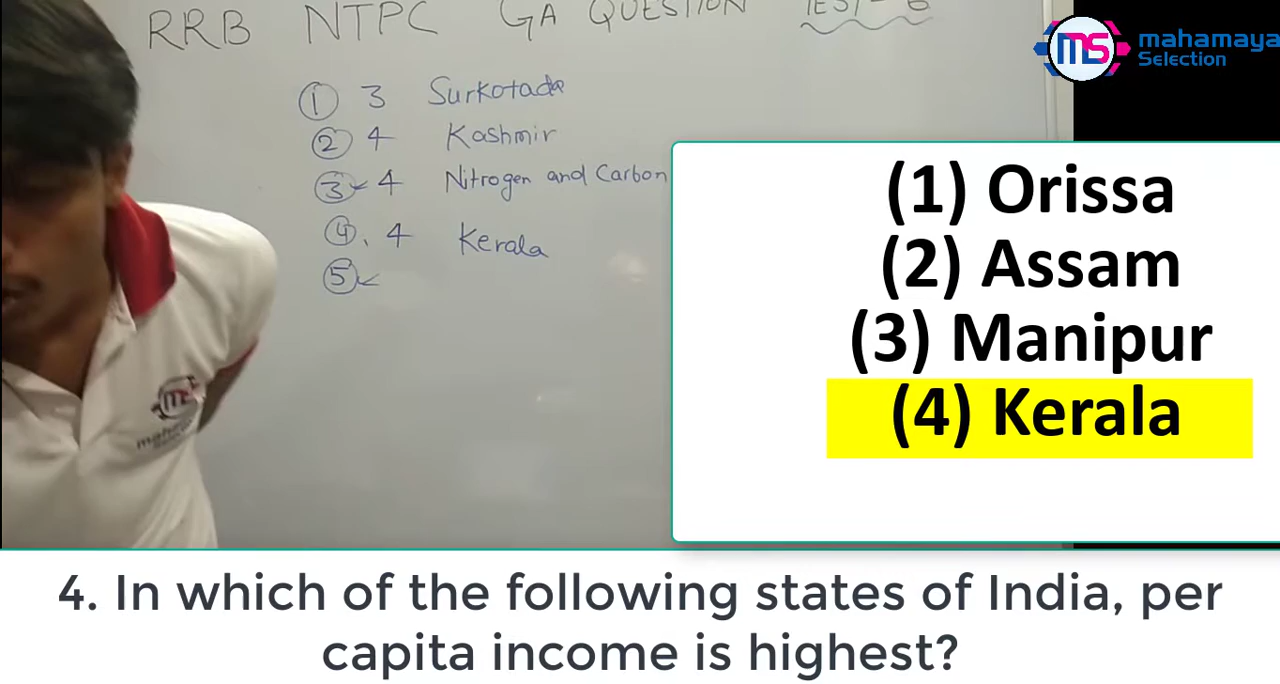 RRB NTPC GA QUESTION TEST - 6
mahamaya
Selection
① 3 Surkotada
② 4 Kashmir
③ 4 Nitrogen and Carbon
④. 4 Kerala
⑤
(1) Orissa
(2) Assam
(3) Manipur
(4) Kerala
4. In which of the following states of India, per
capita income is highest?